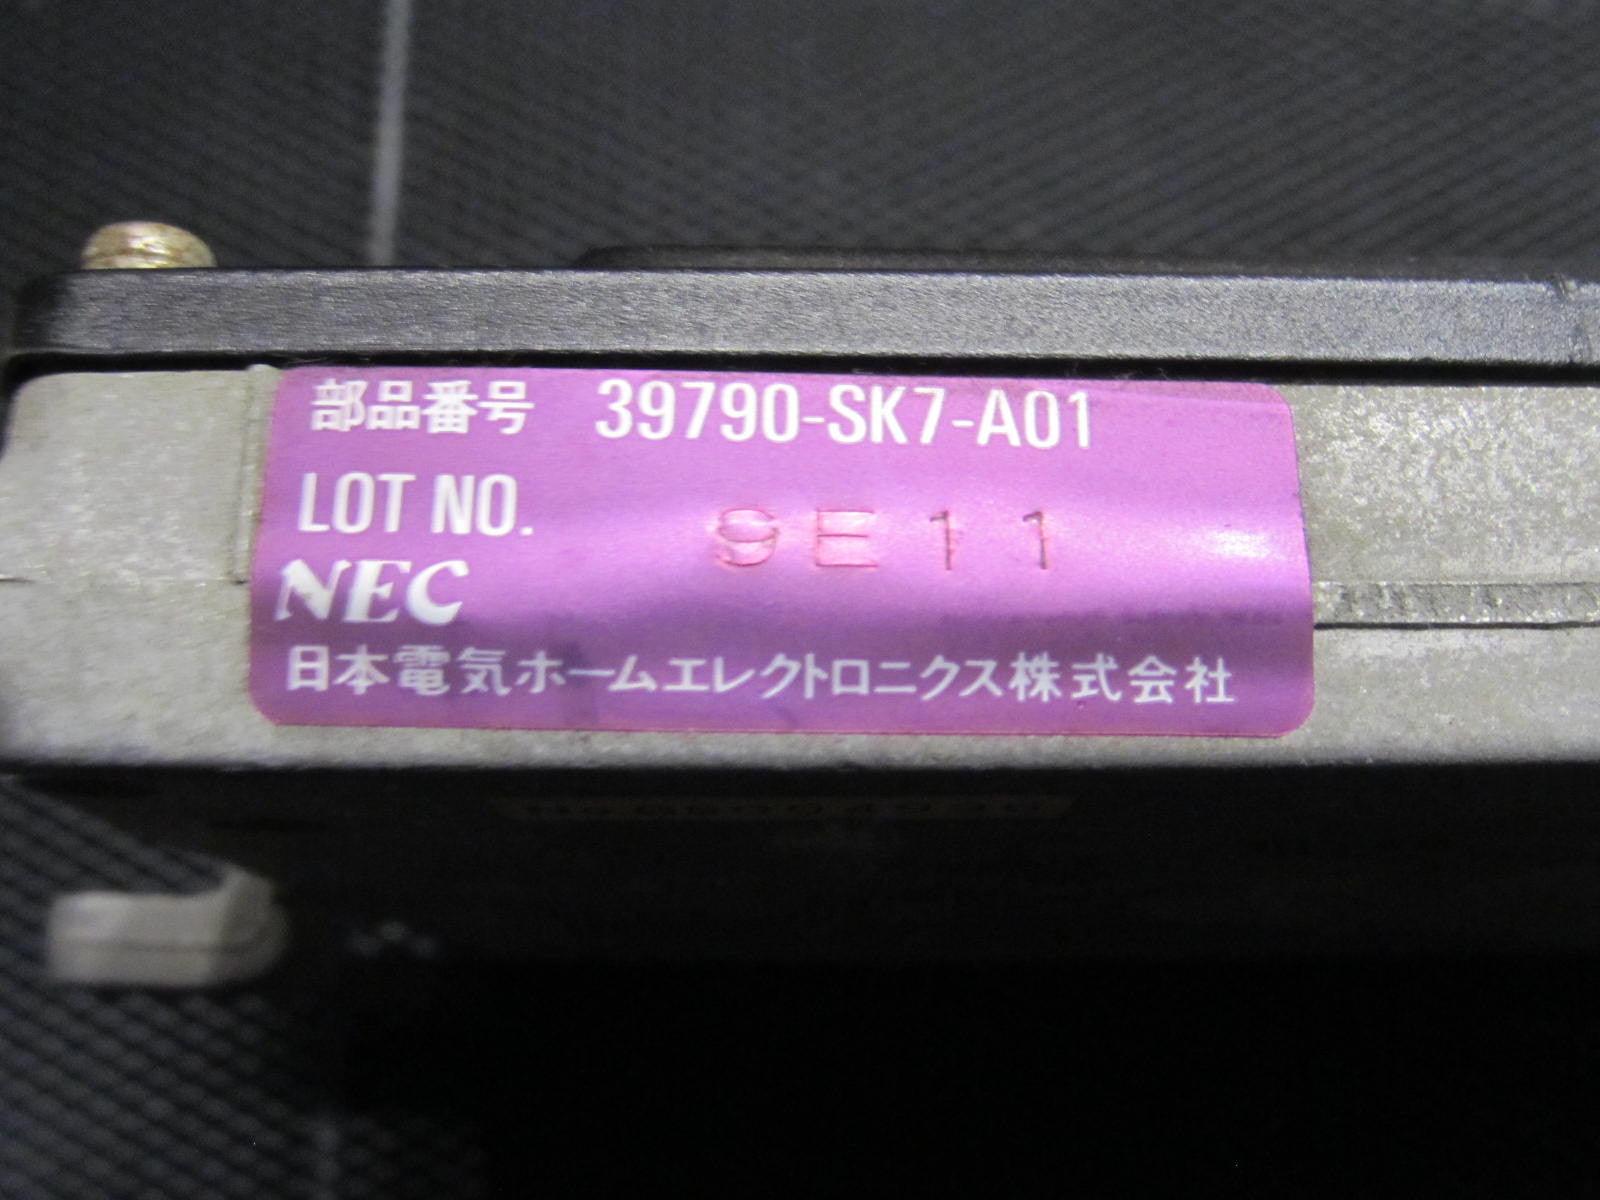 部品番号 39790-SK7-A01
LOT NO. 9E11
NEC
日本電気ホームエレクトロニクス株式会社